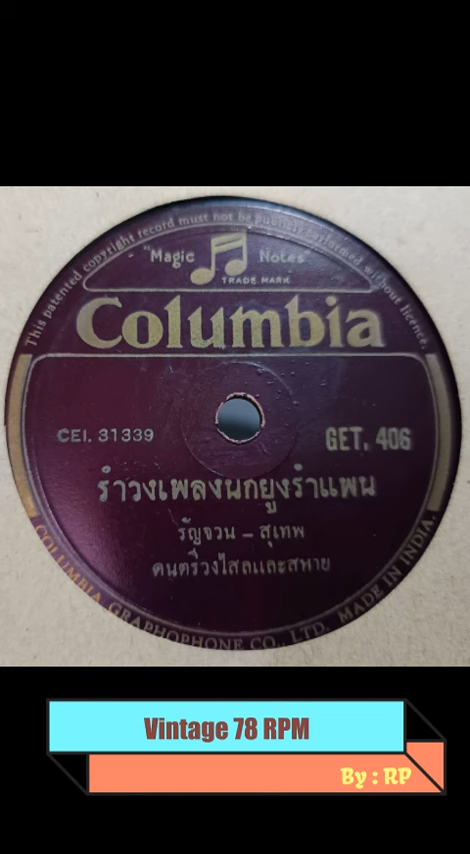 This patented copyright record must not be publicly performed without licence.
"Magic Notes"
TRADE MARK
Columbia
CEI. 31339
GET. 406
รำวงเพลงนกยูงรำแพน
รัญจวน - สุเทพ
ดนตรีวงไสลและสหาย
COLUMBIA GRAPHOPHONE CO., LTD. MADE IN INDIA.
Vintage 78 RPM
By : RP